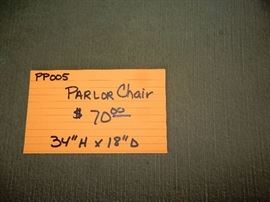 PP005
PARLOR Chair
$ 70.00
34"H x 18"D